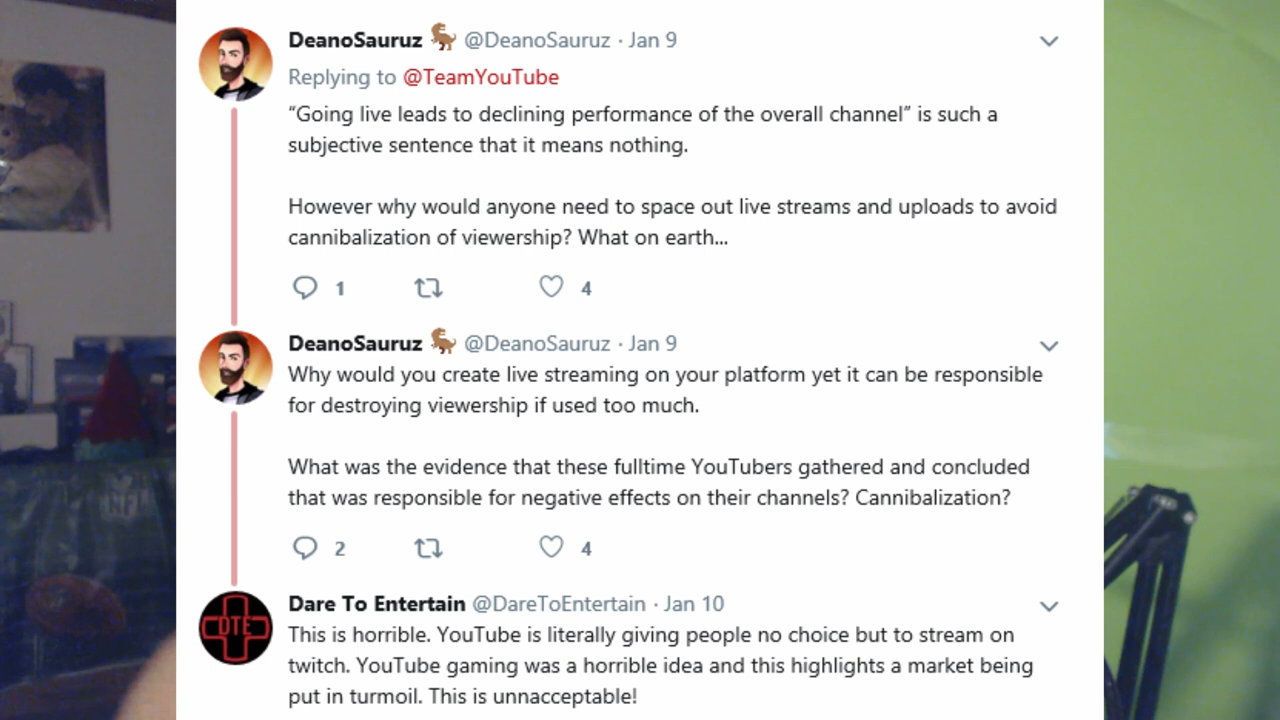 DeanoSauruz 🦖 @DeanoSauruz · Jan 9
Replying to @TeamYouTube
“Going live leads to declining performance of the overall channel” is such a
subjective sentence that it means nothing.
However why would anyone need to space out live streams and uploads to avoid
cannibalization of viewership? What on earth...
1 4
DeanoSauruz 🦖 @DeanoSauruz · Jan 9
Why would you create live streaming on your platform yet it can be responsible
for destroying viewership if used too much.
What was the evidence that these fulltime YouTubers gathered and concluded
that was responsible for negative effects on their channels? Cannibalization?
2 4
DTE
Dare To Entertain @DareToEntertain · Jan 10
This is horrible. YouTube is literally giving people no choice but to stream on
twitch. YouTube gaming was a horrible idea and this highlights a market being
put in turmoil. This is unnacceptable!
NFL